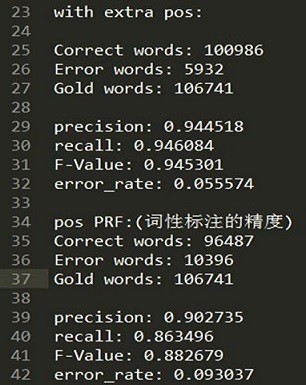 23 with extra pos:
24
25 Correct words: 100986
26 Error words: 5932
27 Gold words: 106741
28
29 precision: 0.944518
30 recall: 0.946084
31 F-Value: 0.945301
32 error_rate: 0.055574
33
34 pos PRF:(词性标注的精度)
35 Correct words: 96487
36 Error words: 10396
37 Gold words: 106741
38
39 precision: 0.902735
40 recall: 0.863496
41 F-Value: 0.882679
42 error_rate: 0.093037